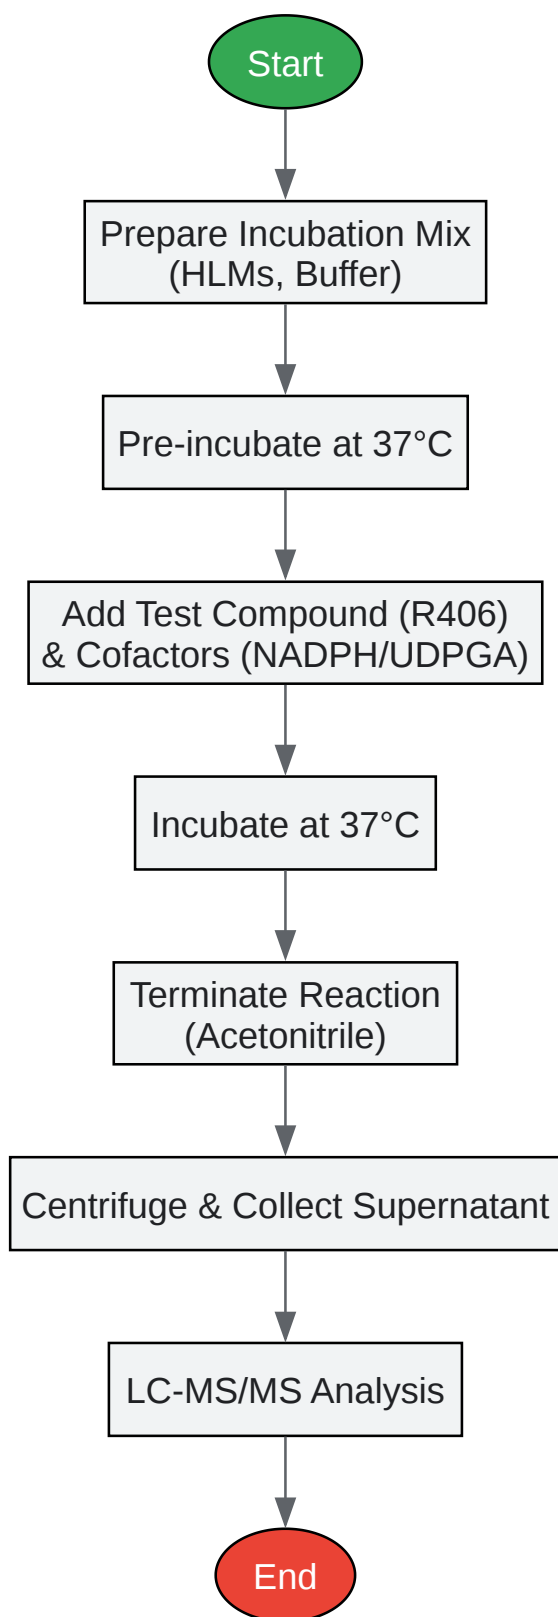 Start
Prepare Incubation Mix
(HLMs, Buffer)
Pre-incubate at 37°C
Add Test Compound (R406)
& Cofactors (NADPH/UDPGA)
Incubate at 37°C
Terminate Reaction
(Acetonitrile)
Centrifuge & Collect Supernatant
LC-MS/MS Analysis
End